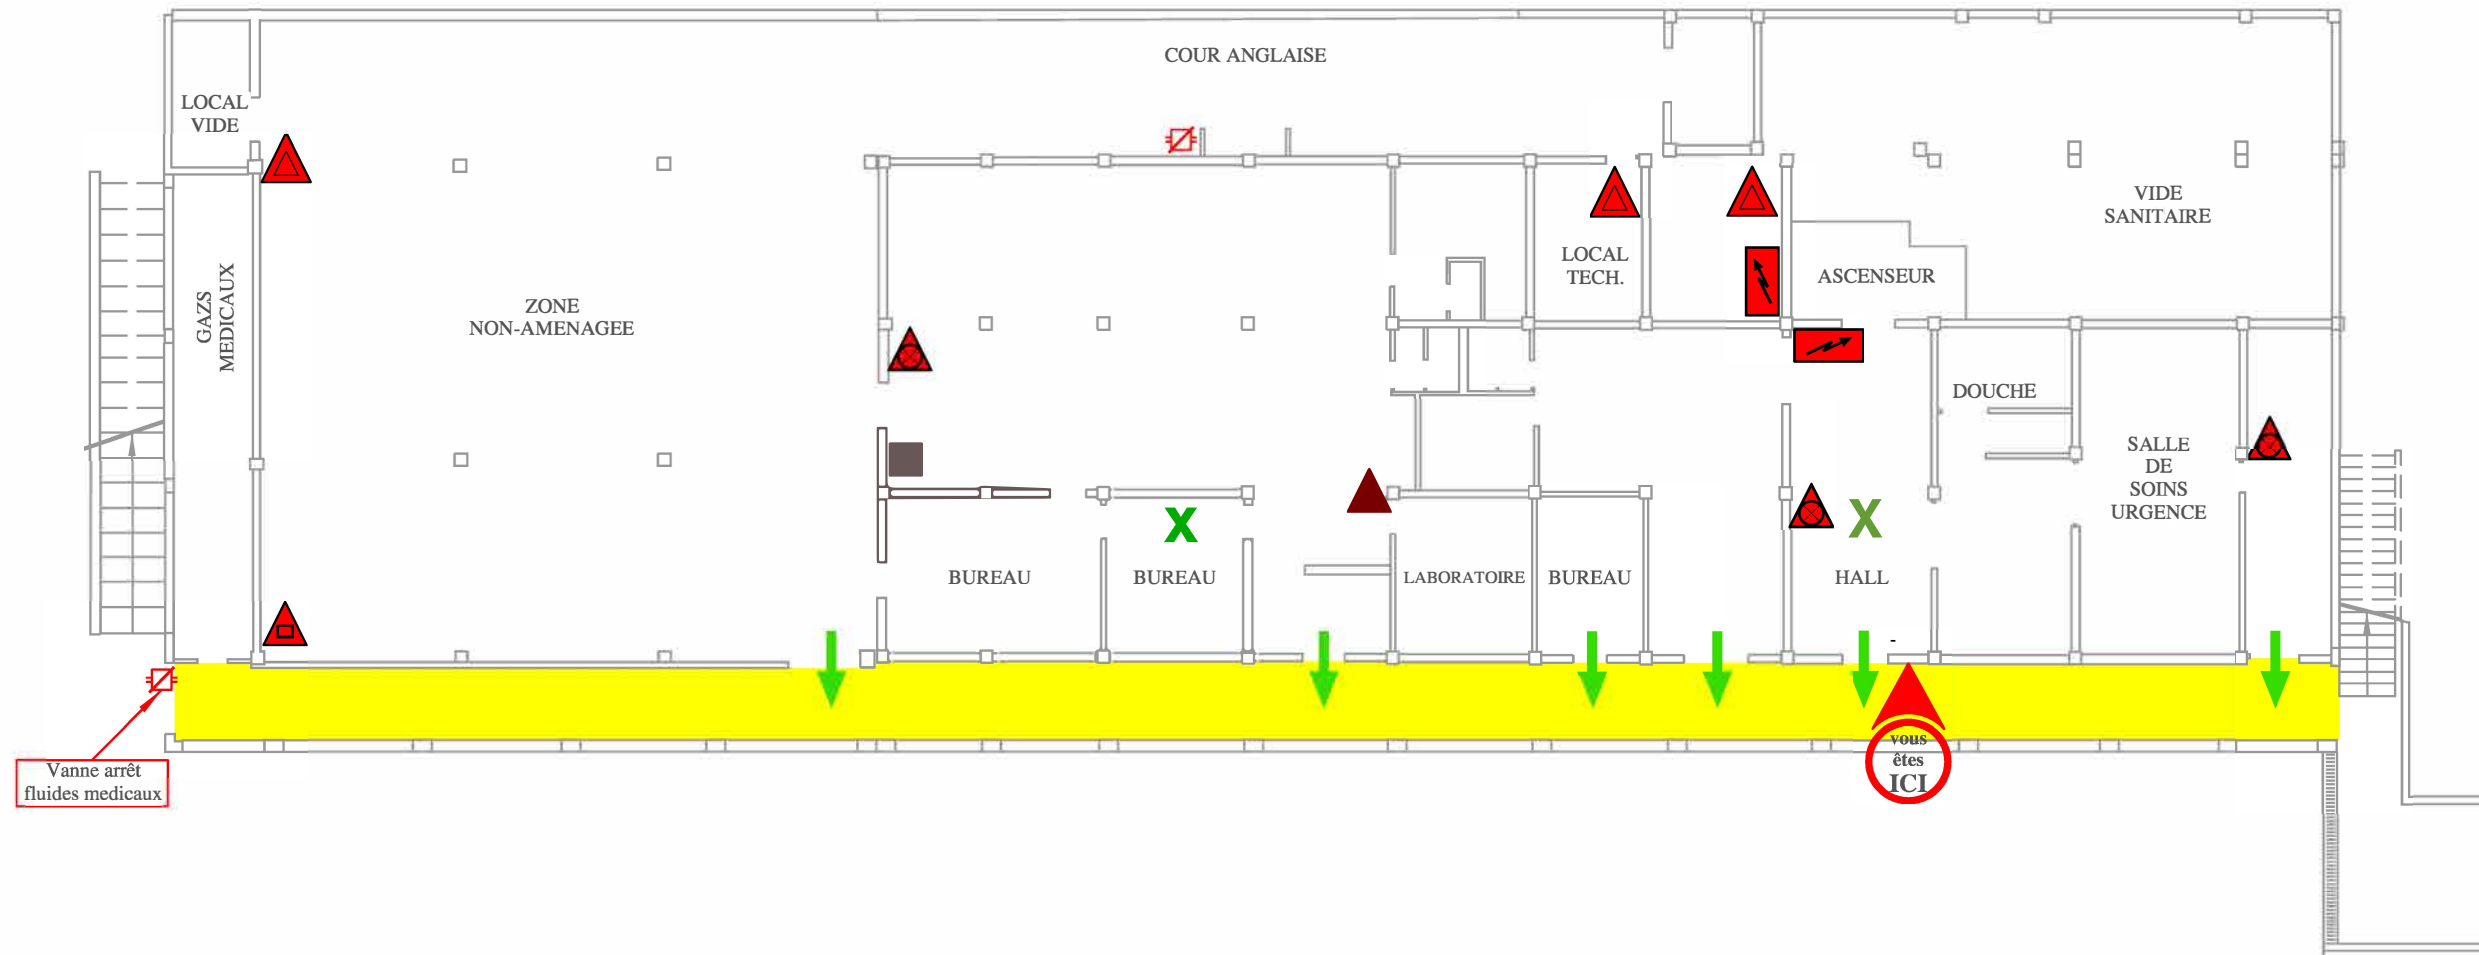 COUR ANGLAISE
LOCAL
VIDE
VIDE
SANITAIRE
GAZS
MEDICAUX
ZONE
NON-AMENAGEE
LOCAL
TECH.
ASCENSEUR
DOUCHE
SALLE
DE
SOINS
URGENCE
X
X
BUREAU
BUREAU
LABORATOIRE
BUREAU
HALL
vous
êtes
ICI
Vanne arrêt
fluides medicaux